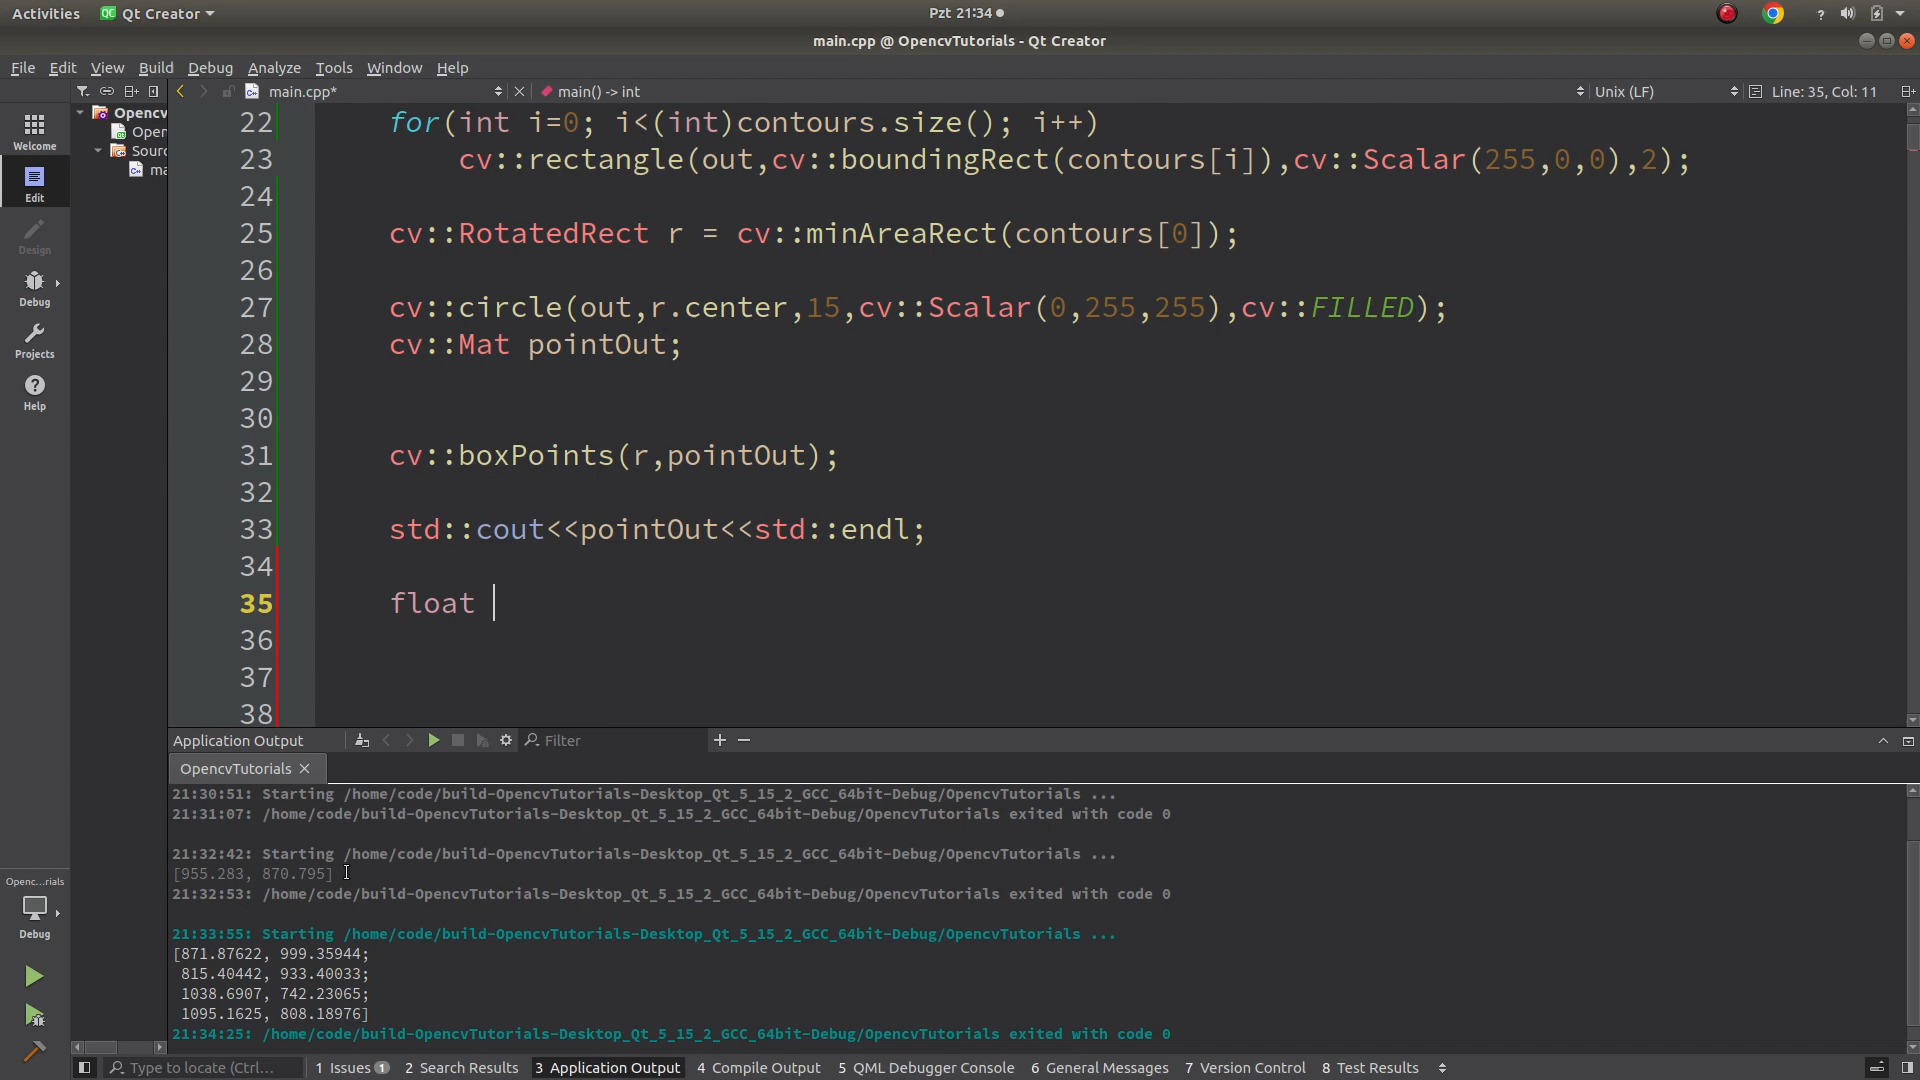 Activities Qt Creator Pzt 21:34 ?
main.cpp @ OpencvTutorials - Qt Creator
File Edit View Build Debug Analyze Tools Window Help
main.cpp* main() -> int Unix (LF) Line: 35, Col: 11
Welcome
Edit
Design
Debug
Projects
Help
Opencv
Open
Sourc
ma
22 for(int i=0; i<(int)contours.size(); i++)
23 cv::rectangle(out,cv::boundingRect(contours[i]),cv::Scalar(255,0,0),2);
24
25 cv::RotatedRect r = cv::minAreaRect(contours[0]);
26
27 cv::circle(out,r.center,15,cv::Scalar(0,255,255),cv::FILLED);
28 cv::Mat pointOut;
29
30
31 cv::boxPoints(r,pointOut);
32
33 std::cout<<pointOut<<std::endl;
34
35 float
36
37
38
Application Output Filter
OpencvTutorials
21:30:51: Starting /home/code/build-OpencvTutorials-Desktop_Qt_5_15_2_GCC_64bit-Debug/OpencvTutorials ...
21:31:07: /home/code/build-OpencvTutorials-Desktop_Qt_5_15_2_GCC_64bit-Debug/OpencvTutorials exited with code 0
21:32:42: Starting /home/code/build-OpencvTutorials-Desktop_Qt_5_15_2_GCC_64bit-Debug/OpencvTutorials ...
[955.283, 870.795]
21:32:53: /home/code/build-OpencvTutorials-Desktop_Qt_5_15_2_GCC_64bit-Debug/OpencvTutorials exited with code 0
21:33:55: Starting /home/code/build-OpencvTutorials-Desktop_Qt_5_15_2_GCC_64bit-Debug/OpencvTutorials ...
[871.87622, 999.35944;
815.40442, 933.40033;
1038.6907, 742.23065;
1095.1625, 808.18976]
21:34:25: /home/code/build-OpencvTutorials-Desktop_Qt_5_15_2_GCC_64bit-Debug/OpencvTutorials exited with code 0
Openc...rials
Debug
Type to locate (Ctrl... 1 Issues 1 2 Search Results 3 Application Output 4 Compile Output 5 QML Debugger Console 6 General Messages 7 Version Control 8 Test Results